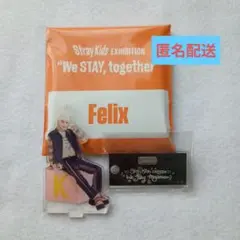 Stray Kids EXHIBITION
"We STAY, together"
匿名配送
Felix
K